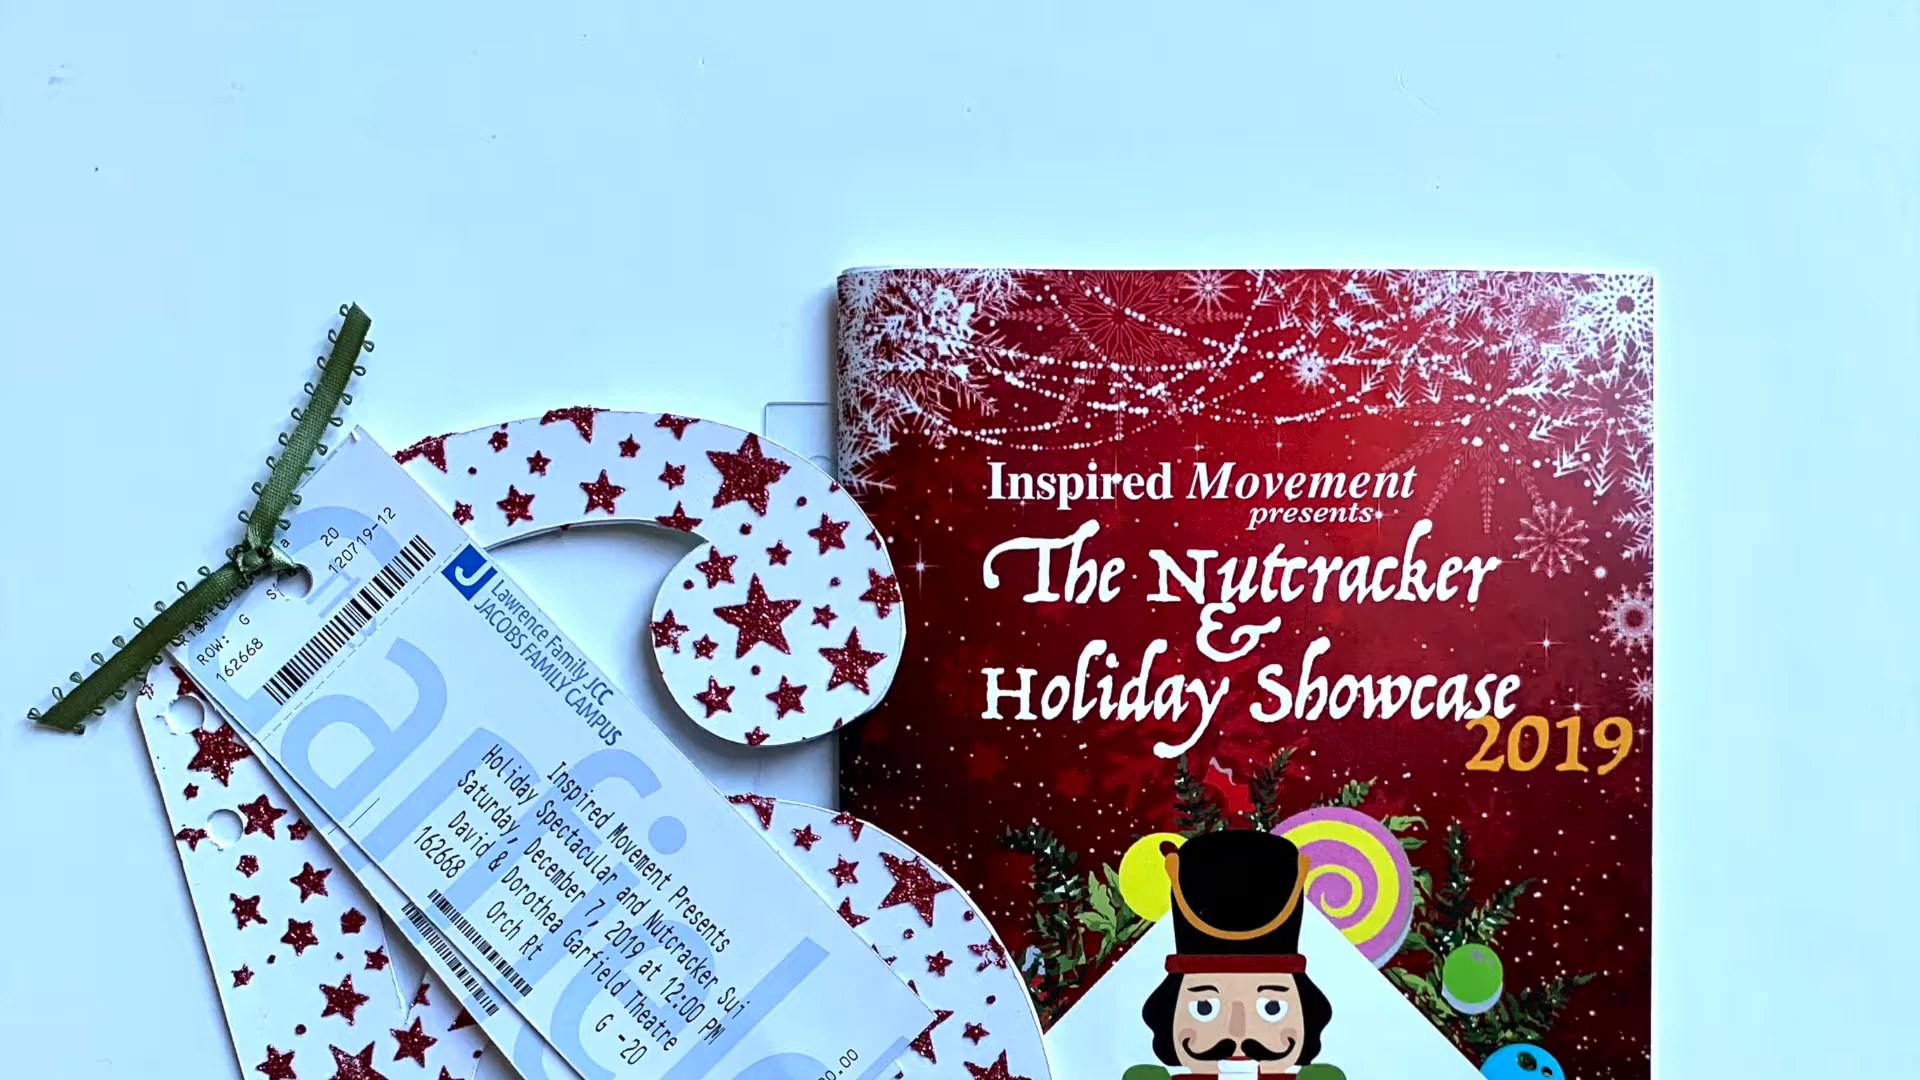 20
120719-12
ROW: G
162668
Lawrence Family JCC
JACOBS FAMILY CAMPUS
Inspired Movement Presents
Holiday Spectacular and Nutcracker Sui
Saturday, December 7, 2019 at 12:00 PM
David & Dorothea Garfield Theatre
162668
Orch Rt
G -20
Inspired Movement
presents
The Nutcracker
&
Holiday Showcase
2019